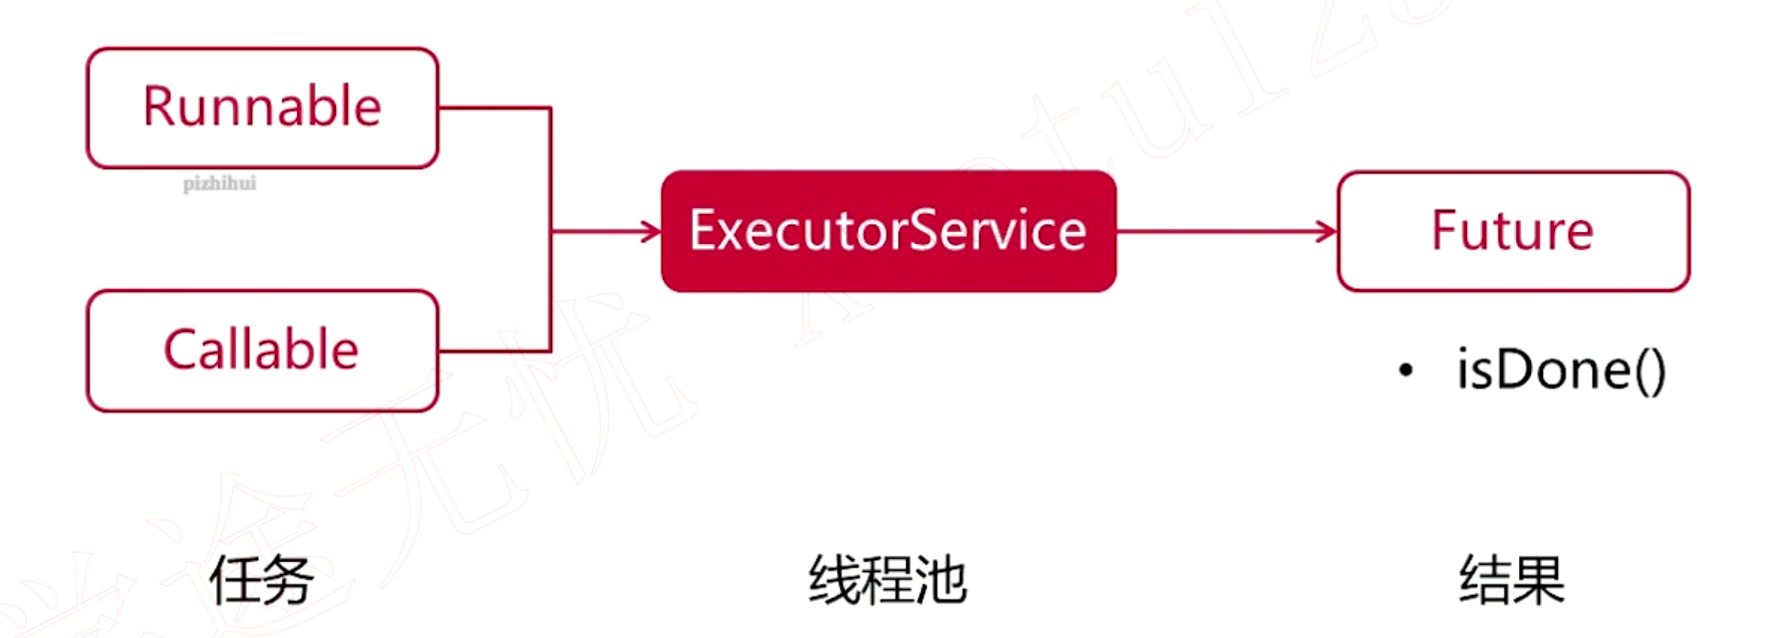 Runnable
pizhihui
Callable
ExecutorService
Future
• isDone()
任务
线程池
结果